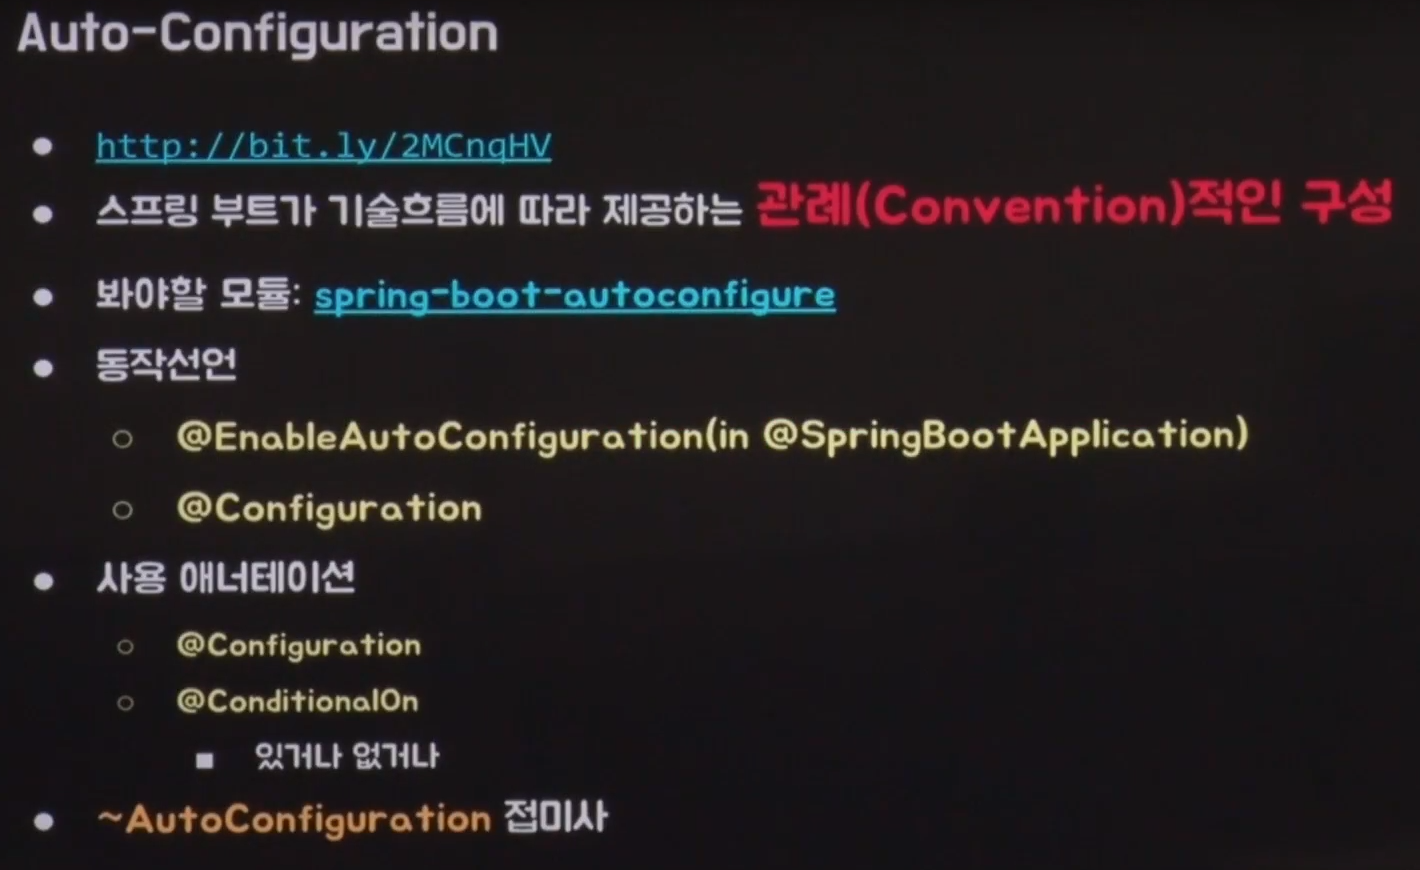 Auto-Configuration
● http://bit.ly/2MCnqHV
● 스프링 부트가 기술흐름에 따라 제공하는 관례(Convention)적인 구성
● 봐야할 모듈: spring-boot-autoconfigure
● 동작선언
○ @EnableAutoConfiguration(in @SpringBootApplication)
○ @Configuration
● 사용 애너테이션
○ @Configuration
○ @ConditionalOn
■ 있거나 없거나
● ~AutoConfiguration 접미사